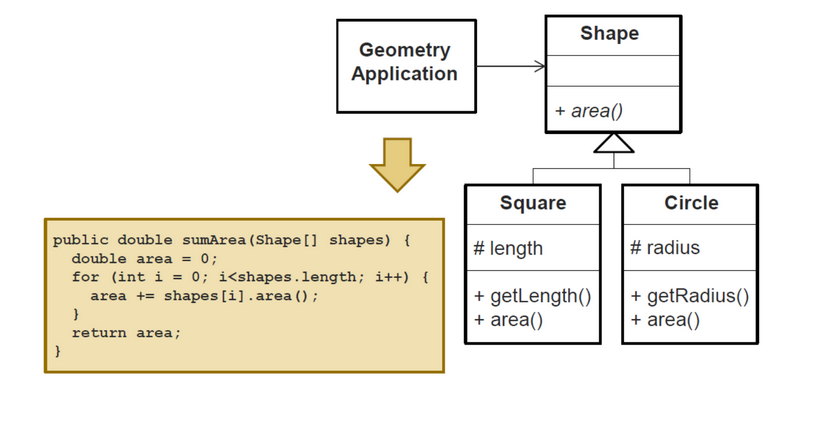 Geometry
Application
Shape
+ area()
Square
# length
+ getLength()
+ area()
Circle
# radius
+ getRadius()
+ area()
public double sumArea(Shape[] shapes) {
  double area = 0;
  for (int i = 0; i<shapes.length; i++) {
    area += shapes[i].area();
  }
  return area;
}